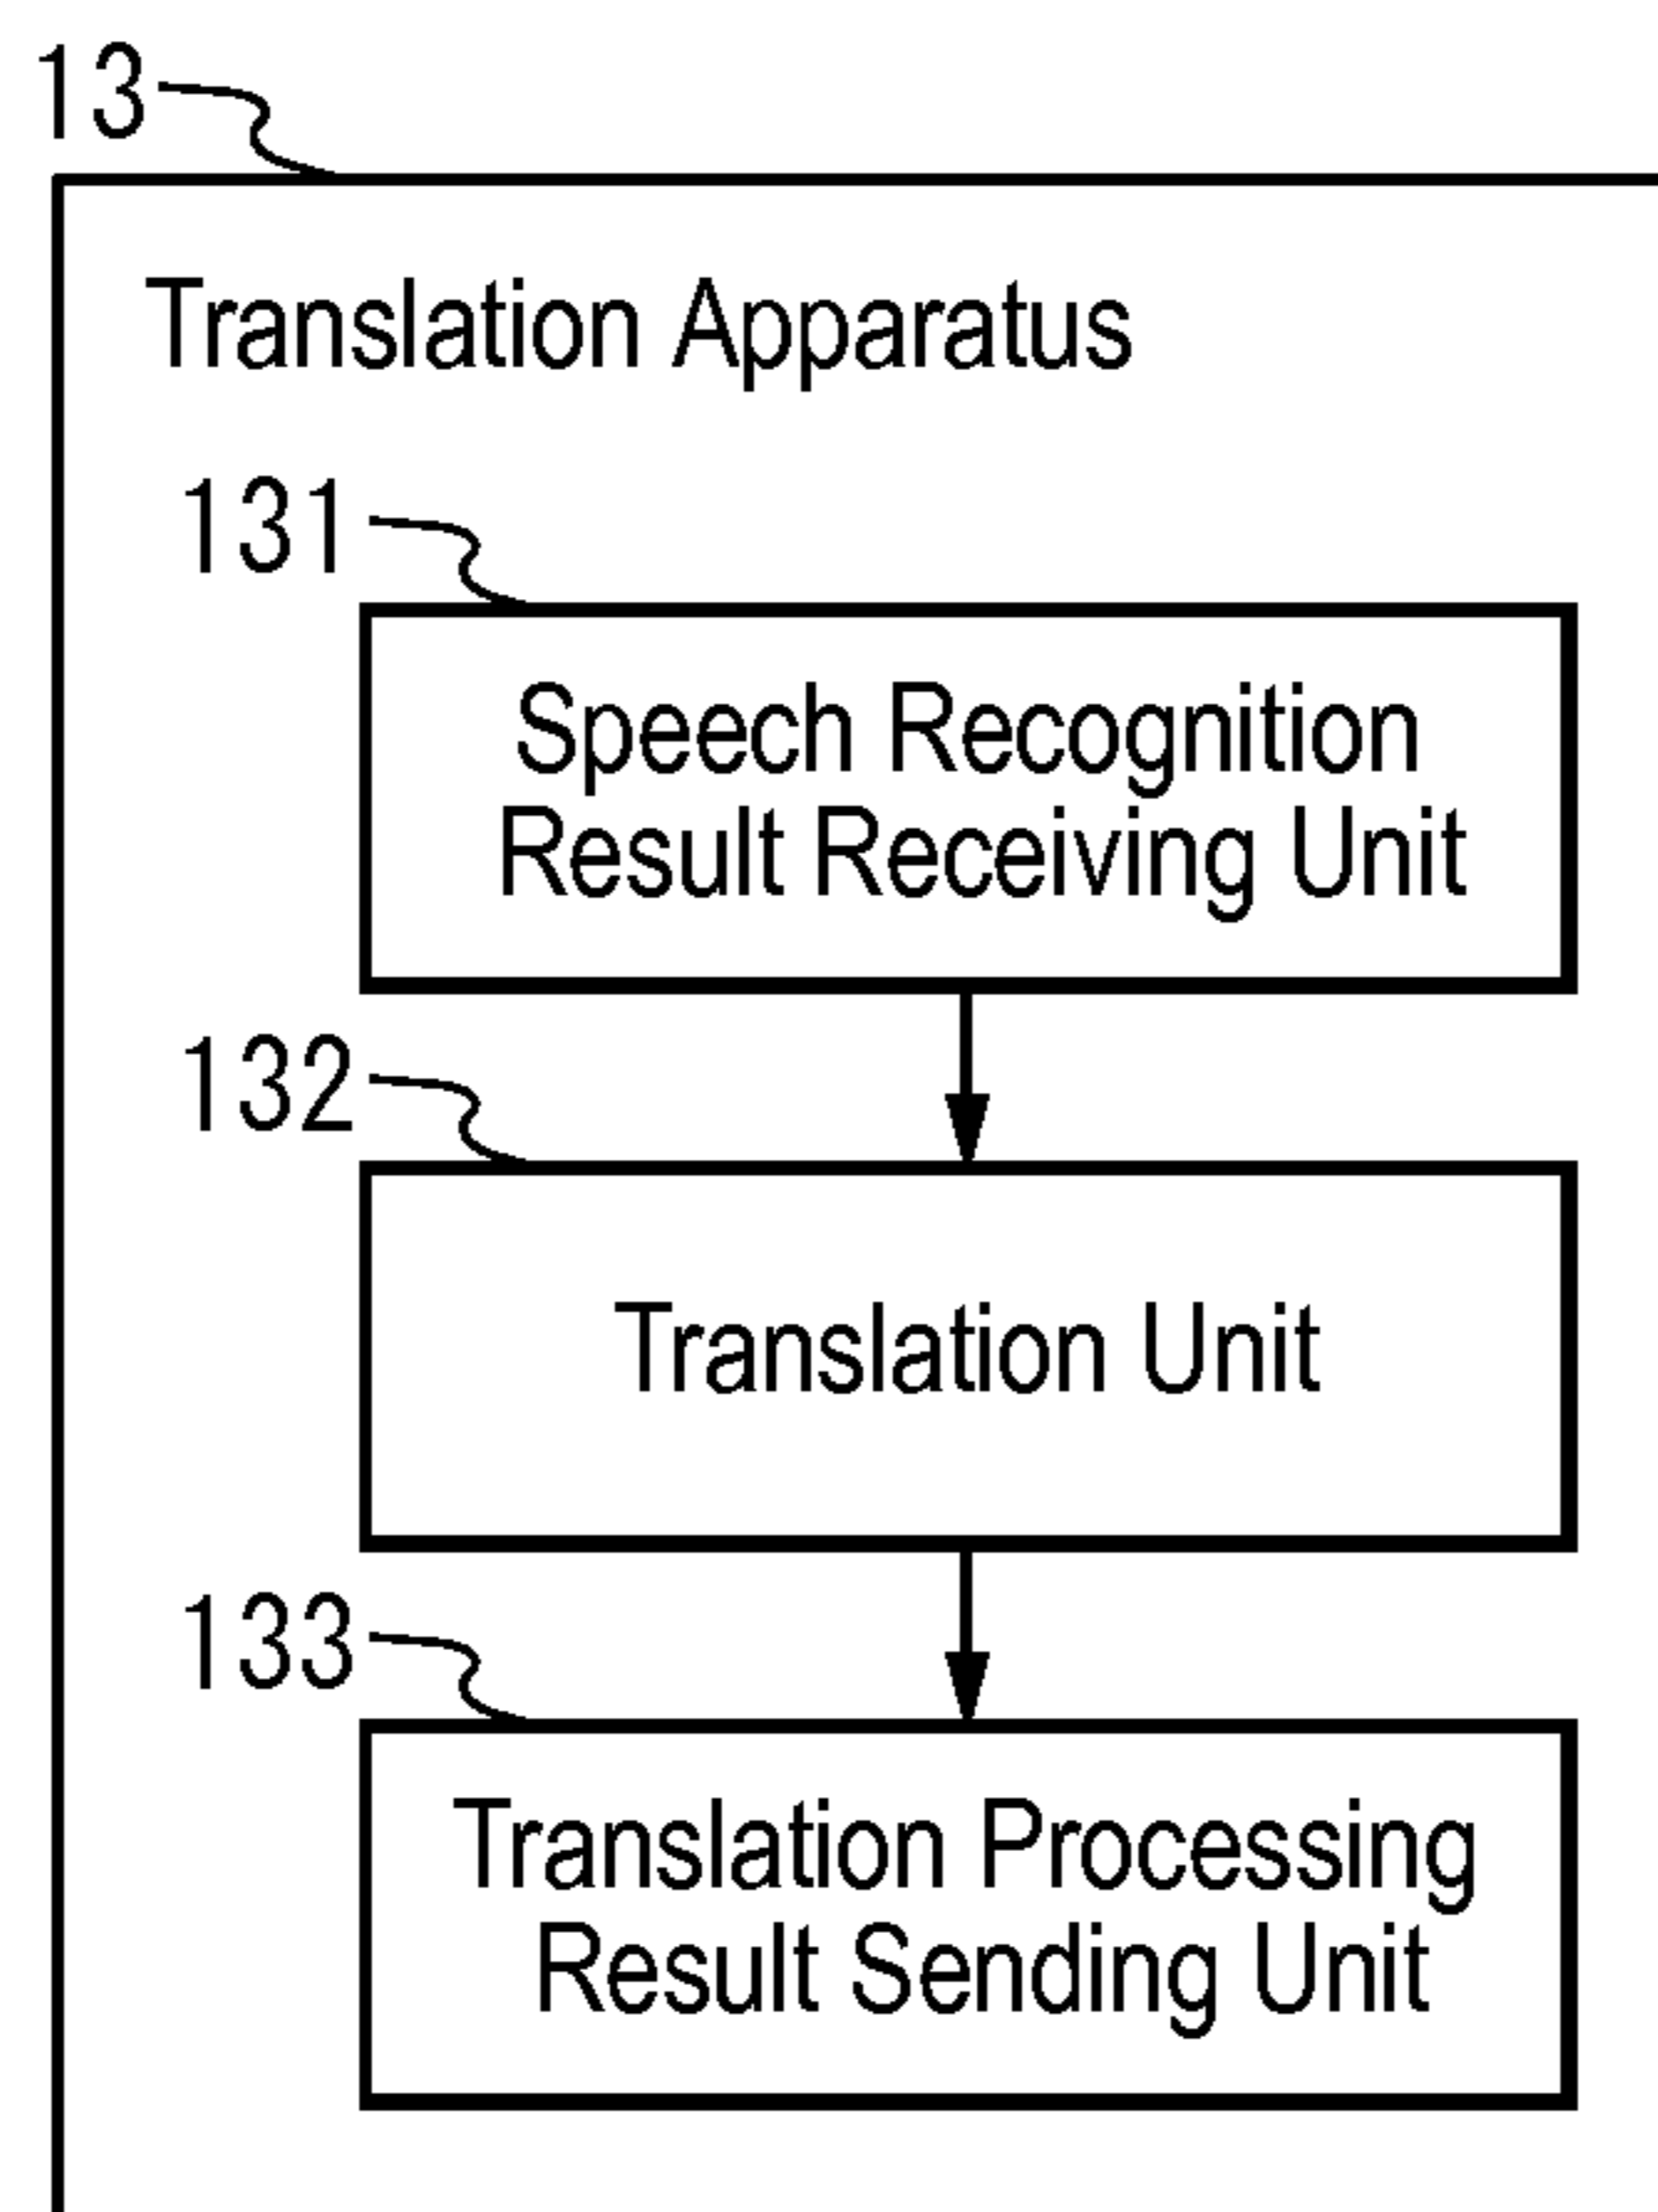 13
Translation Apparatus
131
Speech Recognition
Result Receiving Unit
132
Translation Unit
133
Translation Processing
Result Sending Unit